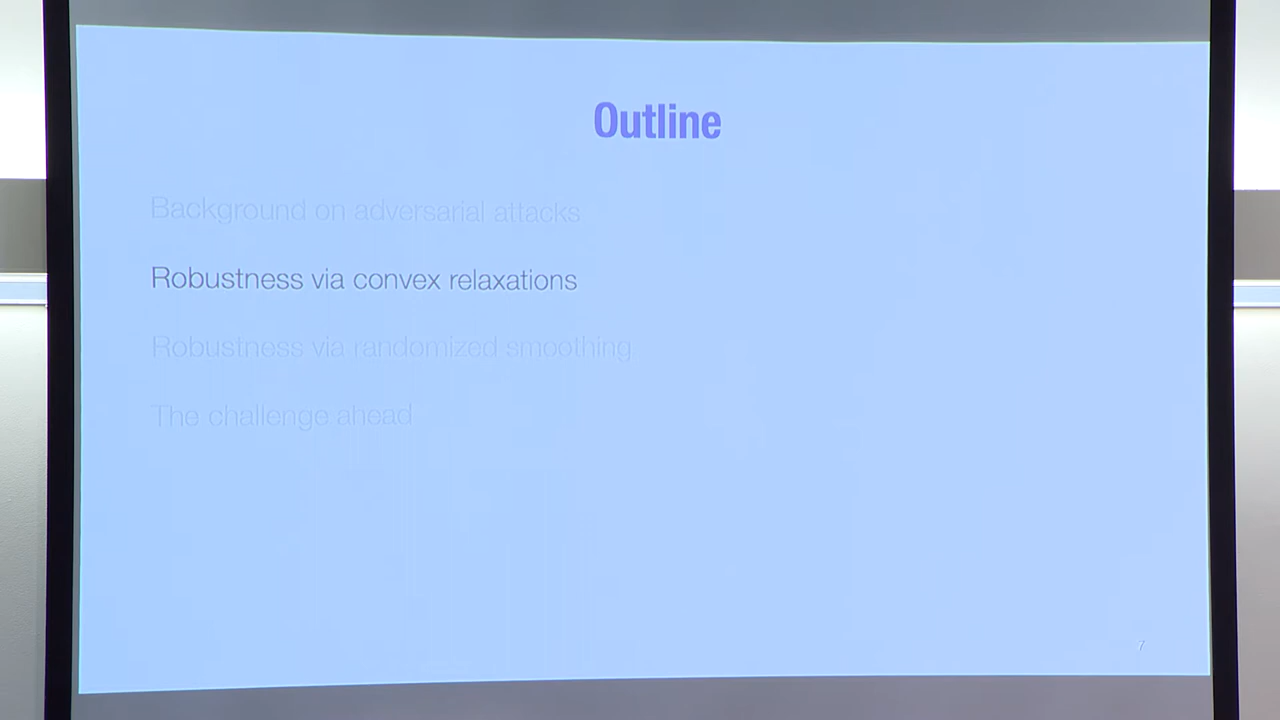 Outline
Background on adversarial attacks
Robustness via convex relaxations
Robustness via randomized smoothing
The challenge ahead
7